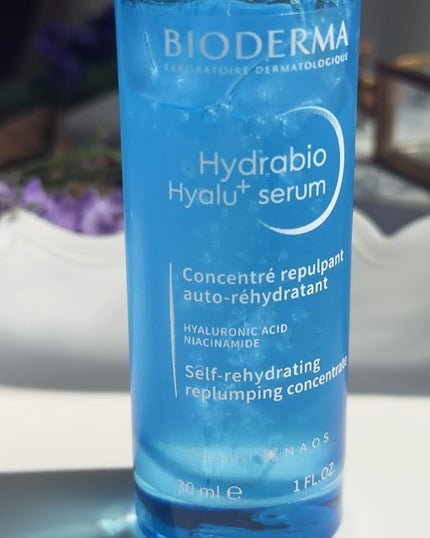 BIODERMA
LABORATOIRE DERMATOLOGIQUE
Hydrabio
Hyalu+ serum
Concentré repulpant
auto-réhydratant
HYALURONIC ACID
NIACINAMIDE
Self-rehydrating
replumping concentrate
NAOS
30 ml e 1 FL.OZ.